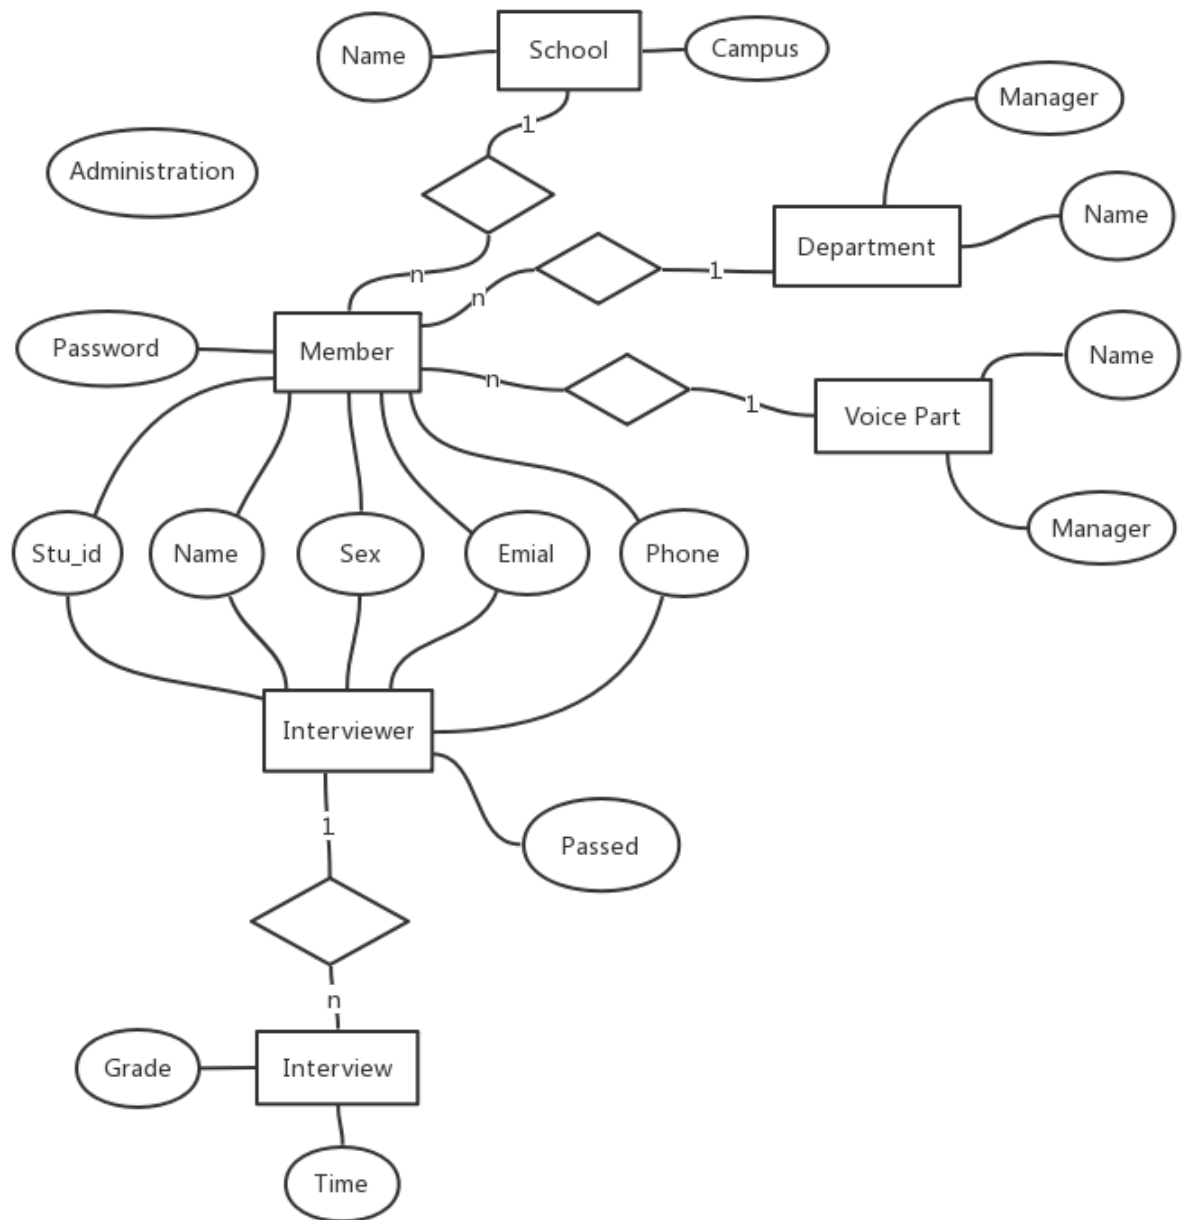 School
Name
Campus
Manager
1
Administration
Name
Department
1
n
n
Password
Member
Name
n
1
Voice Part
Manager
Stu_id
Name
Sex
Emial
Phone
Interviewer
1
Passed
n
Grade
Interview
Time